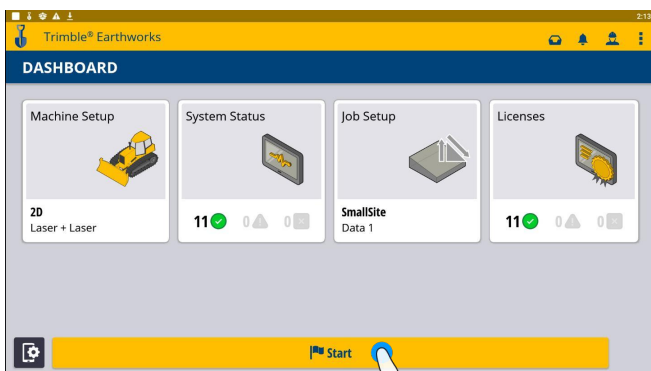 2:13
Trimble® Earthworks
DASHBOARD
Machine Setup
2D
Laser + Laser
System Status
11 0 0
Job Setup
SmallSite
Data 1
Licenses
11 0 0
Start